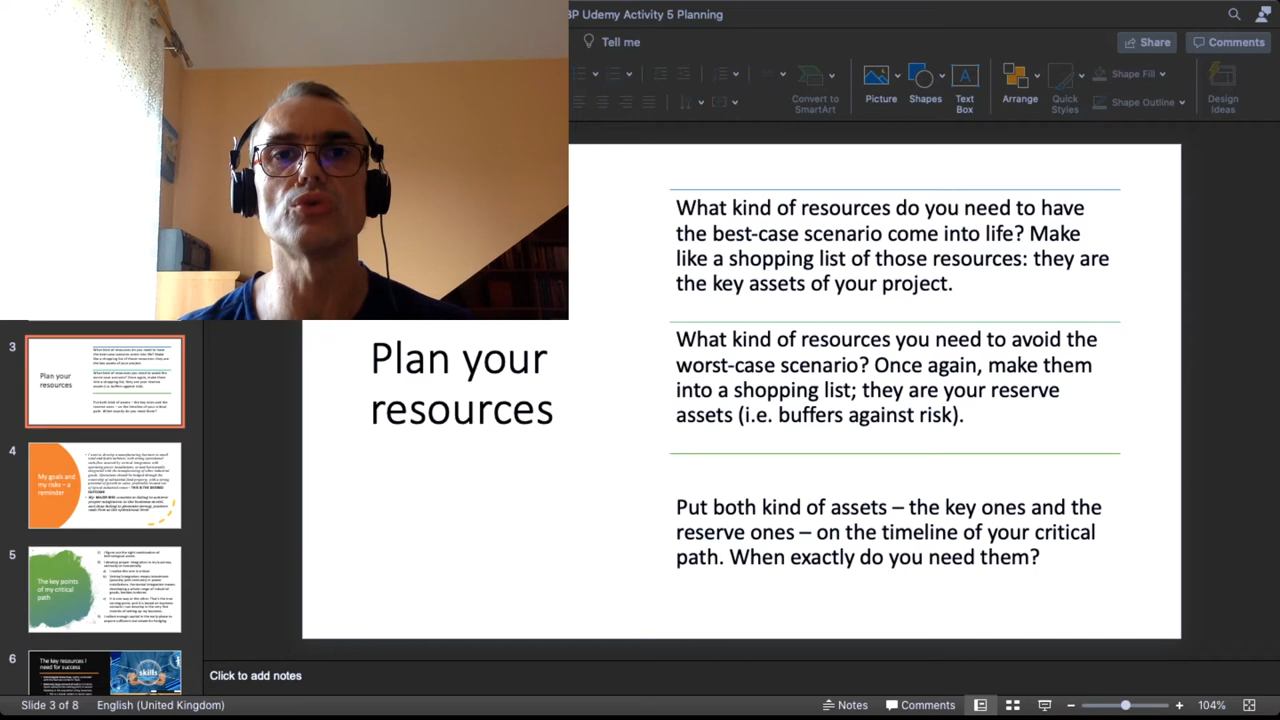 BP Udemy Activity 5 Planning
Tell me
Share
Comments
Convert to
SmartArt
Picture
Shapes
Text
Box
Arrange
Quick
Styles
Shape Fill
Shape Outline
Design
Ideas
What kind of resources do you need to have
the best-case scenario come into life? Make
like a shopping list of those resources: they are
the key assets of your project.
Plan your
resources
What kind of resources you need to avoid the
worst-case scenario? Once again, make them
into a shopping list: they are your reserve
assets (i.e. buffers against risk).
Put both kind of assets – the key ones and the
reserve ones – on the timeline of your critical
path. When exactly do you need them?
3
Plan your
resources
4
My goals and
my risks – a
reminder
5
The key points
of my critical
path
6
The key resources I
need for success
skills
Click to add notes
Slide 3 of 8
English (United Kingdom)
Notes
Comments
104%